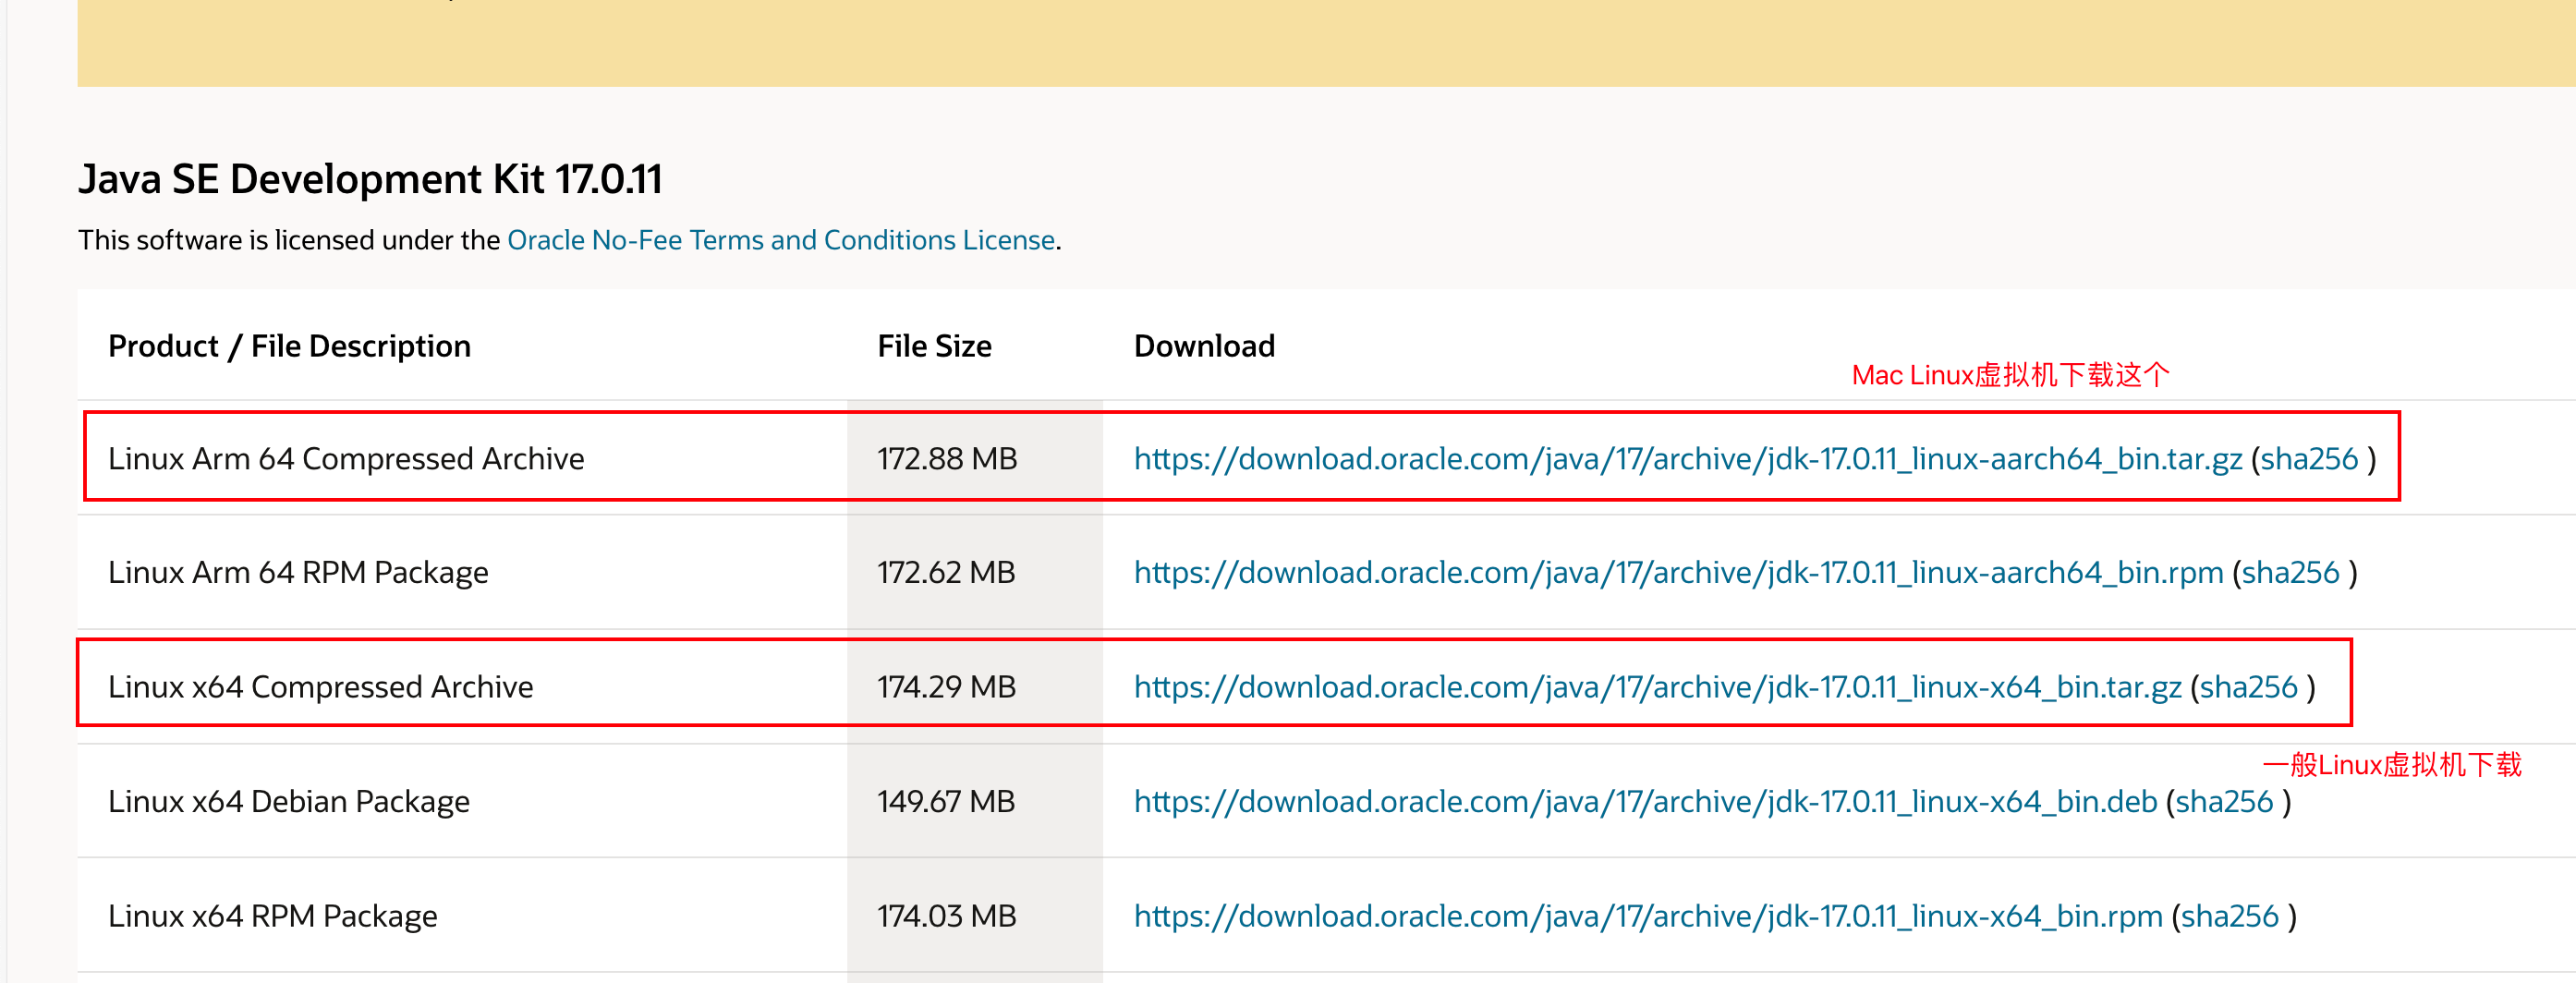 Java SE Development Kit 17.0.11
This software is licensed under the Oracle No-Fee Terms and Conditions License.
Product / File Description File Size Download
Mac Linux虚拟机下载这个
Linux Arm 64 Compressed Archive 172.88 MB https://download.oracle.com/java/17/archive/jdk-17.0.11_linux-aarch64_bin.tar.gz (sha256 )
Linux Arm 64 RPM Package 172.62 MB https://download.oracle.com/java/17/archive/jdk-17.0.11_linux-aarch64_bin.rpm (sha256 )
Linux x64 Compressed Archive 174.29 MB https://download.oracle.com/java/17/archive/jdk-17.0.11_linux-x64_bin.tar.gz (sha256 )
一般Linux虚拟机下载
Linux x64 Debian Package 149.67 MB https://download.oracle.com/java/17/archive/jdk-17.0.11_linux-x64_bin.deb (sha256 )
Linux x64 RPM Package 174.03 MB https://download.oracle.com/java/17/archive/jdk-17.0.11_linux-x64_bin.rpm (sha256 )